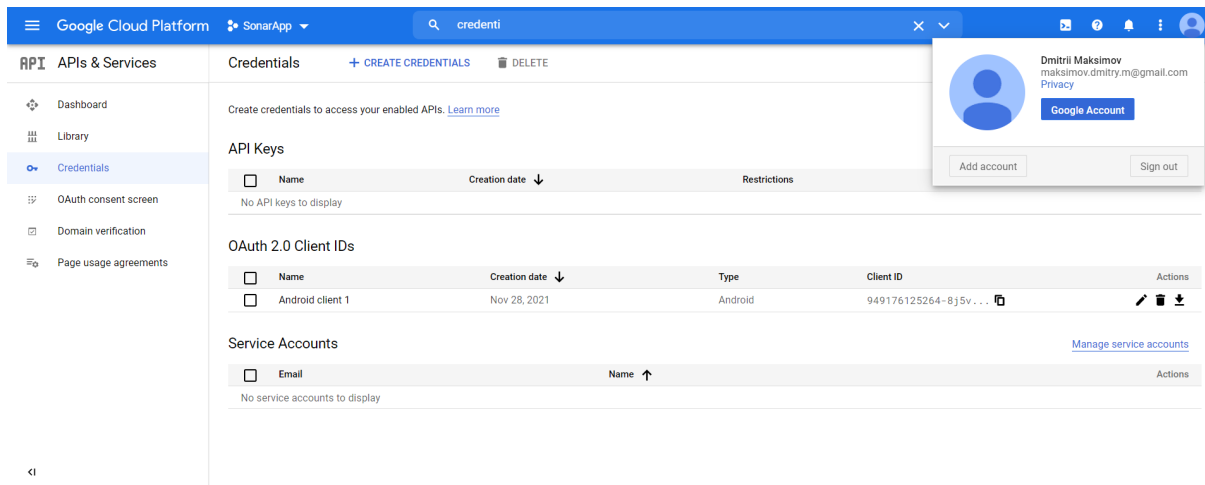 Google Cloud Platform SonarApp credenti
API APIs & Services
Credentials + CREATE CREDENTIALS DELETE
Dmitrii Maksimov
maksimov.dmitry.m@gmail.com
Privacy
Google Account
Add account Sign out
Dashboard
Library
Credentials
OAuth consent screen
Domain verification
Page usage agreements
Create credentials to access your enabled APIs. Learn more
API Keys
Name Creation date Restrictions
No API keys to display
OAuth 2.0 Client IDs
Name Creation date Type Client ID Actions
Android client 1 Nov 28, 2021 Android 949176125264-8j5v...
Service Accounts Manage service accounts
Email Name Actions
No service accounts to display